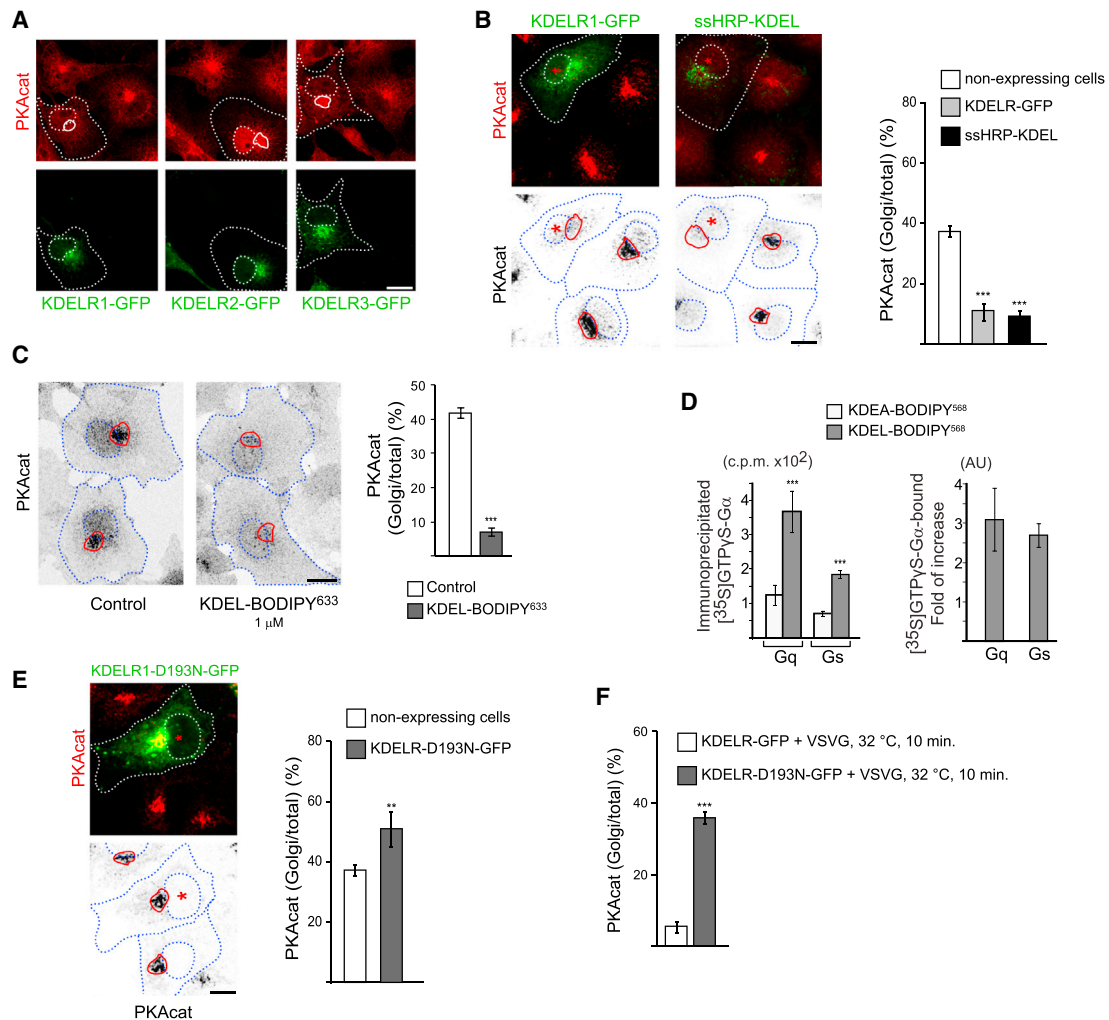 A
PKAcat
KDELR1-GFP
KDELR2-GFP
KDELR3-GFP
B
KDELR1-GFP
ssHRP-KDEL
PKAcat
*
*
PKAcat
*
*
non-expressing cells
KDELR-GFP
ssHRP-KDEL
PKAcat (Golgi/total) (%)
80
60
40
20
***
***
C
PKAcat
Control
KDEL-BODIPY⁶³³
1 μM
PKAcat
(Golgi/total) (%)
50
40
30
20
10
***
Control
KDEL-BODIPY⁶³³
D
KDEA-BODIPY⁵⁶⁸
KDEL-BODIPY⁵⁶⁸
(c.p.m. x10²)
Immunoprecipitated
[³⁵S]GTPγS-Gα
4
3
2
1
***
***
Gq
Gs
(AU)
[³⁵S]GTPγS-Gα-bound
Fold of increase
4
3
2
1
0
Gq
Gs
E
KDELR1-D193N-GFP
PKAcat
*
*
PKAcat
non-expressing cells
KDELR-D193N-GFP
PKAcat (Golgi/total) (%)
80
60
40
20
**
F
KDELR-GFP + VSVG, 32 °C, 10 min.
KDELR-D193N-GFP + VSVG, 32 °C, 10 min.
PKAcat (Golgi/total) (%)
60
40
20
***